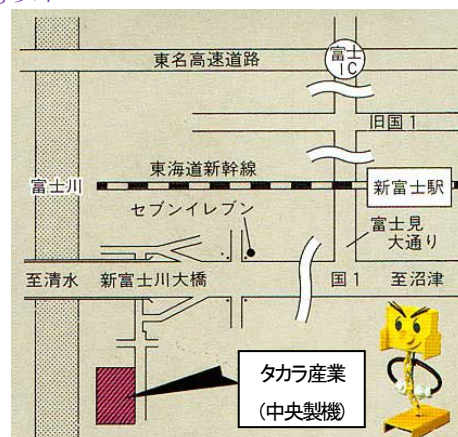 富士
IC
東名高速道路
旧国1
東海道新幹線
富士川
新富士駅
セブンイレブン
富士見
大通り
至清水
新富士川大橋
国1
至沼津
タカラ産業
(中央製機)